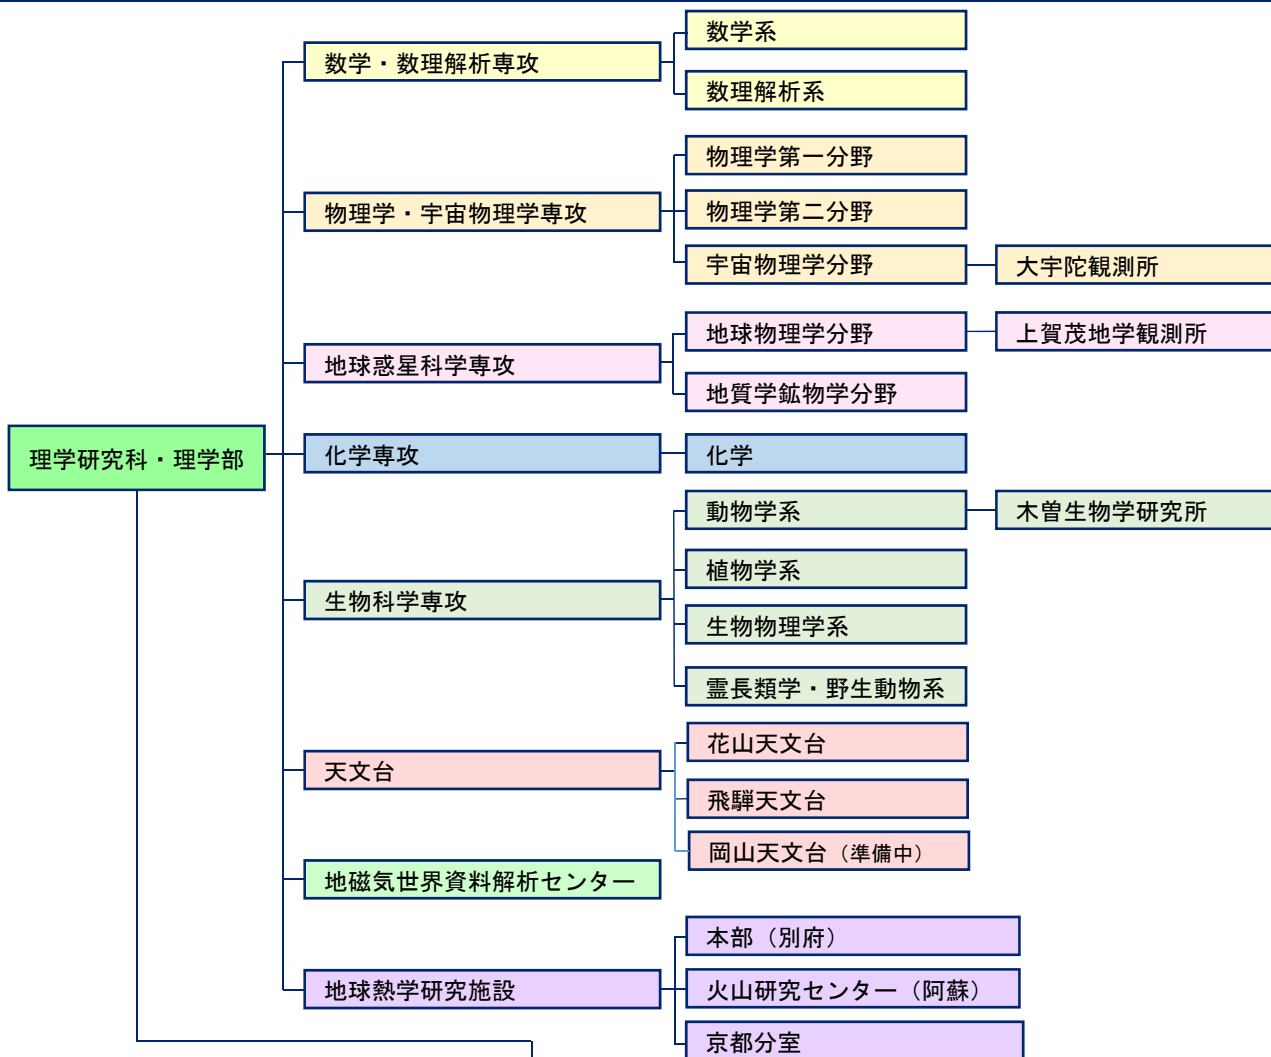 数学系
数学・数理解析専攻
数理解析系
物理学第一分野
物理学・宇宙物理学専攻
物理学第二分野
宇宙物理学分野
大宇陀観測所
地球物理学分野
上賀茂地学観測所
地球惑星科学専攻
地質学鉱物学分野
理学研究科・理学部
化学専攻
化学
動物学系
木曽生物学研究所
植物学系
生物科学専攻
生物物理学系
霊長類学・野生動物系
花山天文台
天文台
飛騨天文台
岡山天文台（準備中）
地磁気世界資料解析センター
本部（別府）
地球熱学研究施設
火山研究センター（阿蘇）
京都分室